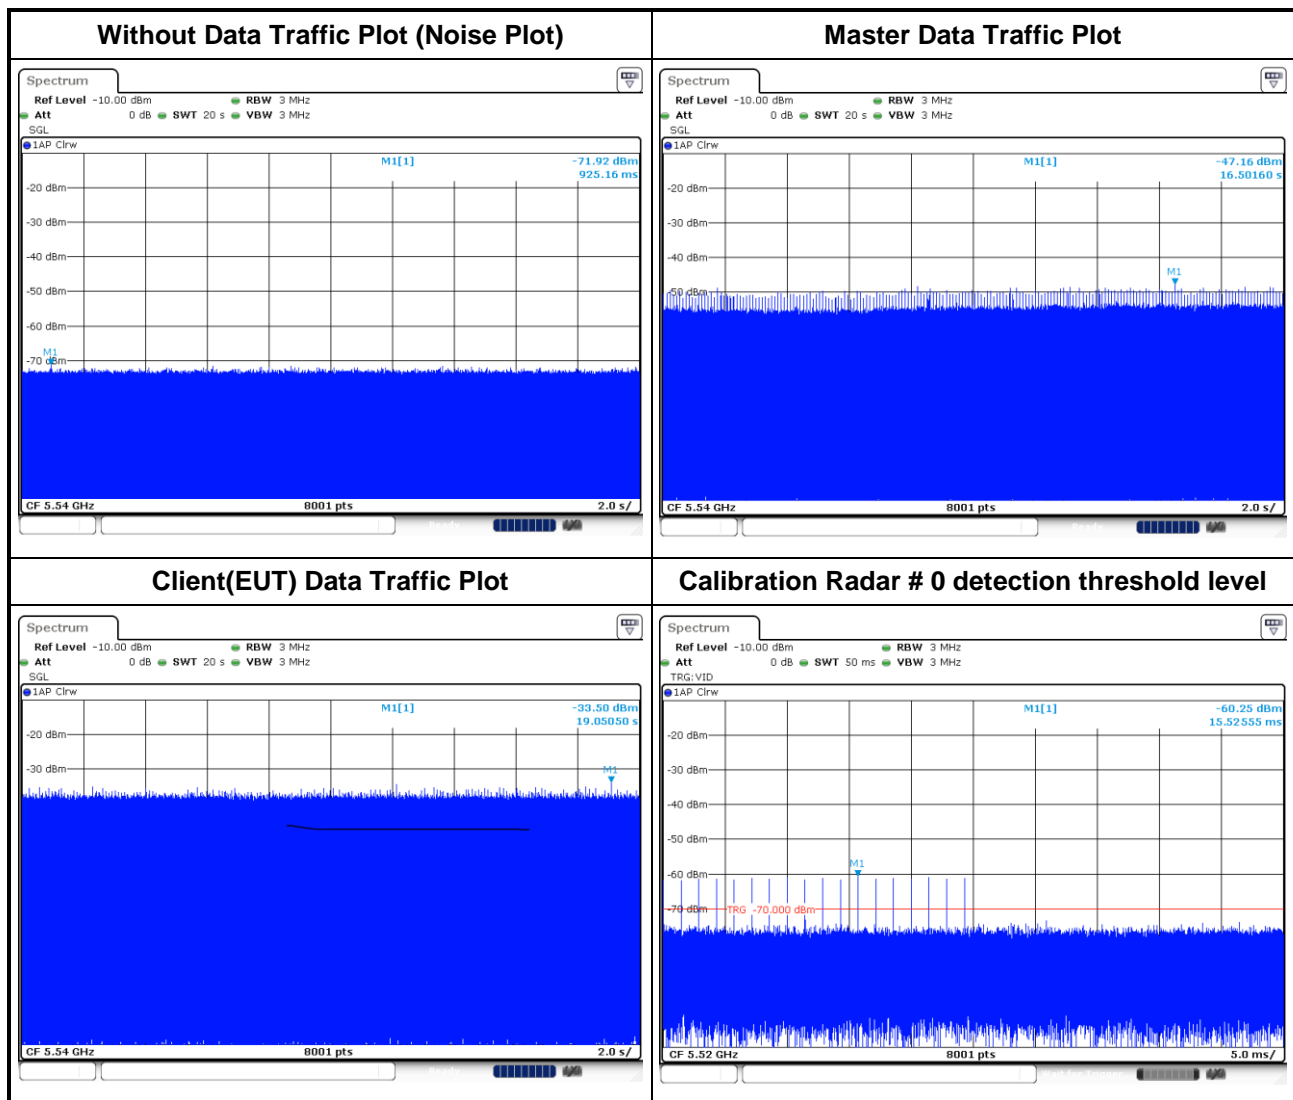 Without Data Traffic Plot (Noise Plot)
Spectrum
Ref Level -10.00 dBm RBW 3 MHz
Att 0 dB SWT 20 s VBW 3 MHz
SGL
1AP Clrw
M1[1] -71.92 dBm
925.16 ms
-20 dBm
-30 dBm
-40 dBm
-50 dBm
-60 dBm
M1
-70 dBm
CF 5.54 GHz 8001 pts 2.0 s/
Ready
Master Data Traffic Plot
Spectrum
Ref Level -10.00 dBm RBW 3 MHz
Att 0 dB SWT 20 s VBW 3 MHz
SGL
1AP Clrw
M1[1] -47.16 dBm
16.50160 s
-20 dBm
-30 dBm
-40 dBm
M1
-50 dBm
CF 5.54 GHz 8001 pts 2.0 s/
Ready
Client(EUT) Data Traffic Plot
Spectrum
Ref Level -10.00 dBm RBW 3 MHz
Att 0 dB SWT 20 s VBW 3 MHz
SGL
1AP Clrw
M1[1] -33.50 dBm
19.05050 s
-20 dBm
-30 dBm
M1
CF 5.54 GHz 8001 pts 2.0 s/
Ready
Calibration Radar # 0 detection threshold level
Spectrum
Ref Level -10.00 dBm RBW 3 MHz
Att 0 dB SWT 50 ms VBW 3 MHz
TRG:VID
1AP Clrw
M1[1] -60.25 dBm
15.52555 ms
-20 dBm
-30 dBm
-40 dBm
-50 dBm
M1
-60 dBm
-70 dBm TRG -70.000 dBm
CF 5.52 GHz 8001 pts 5.0 ms/
Wait for Trigger